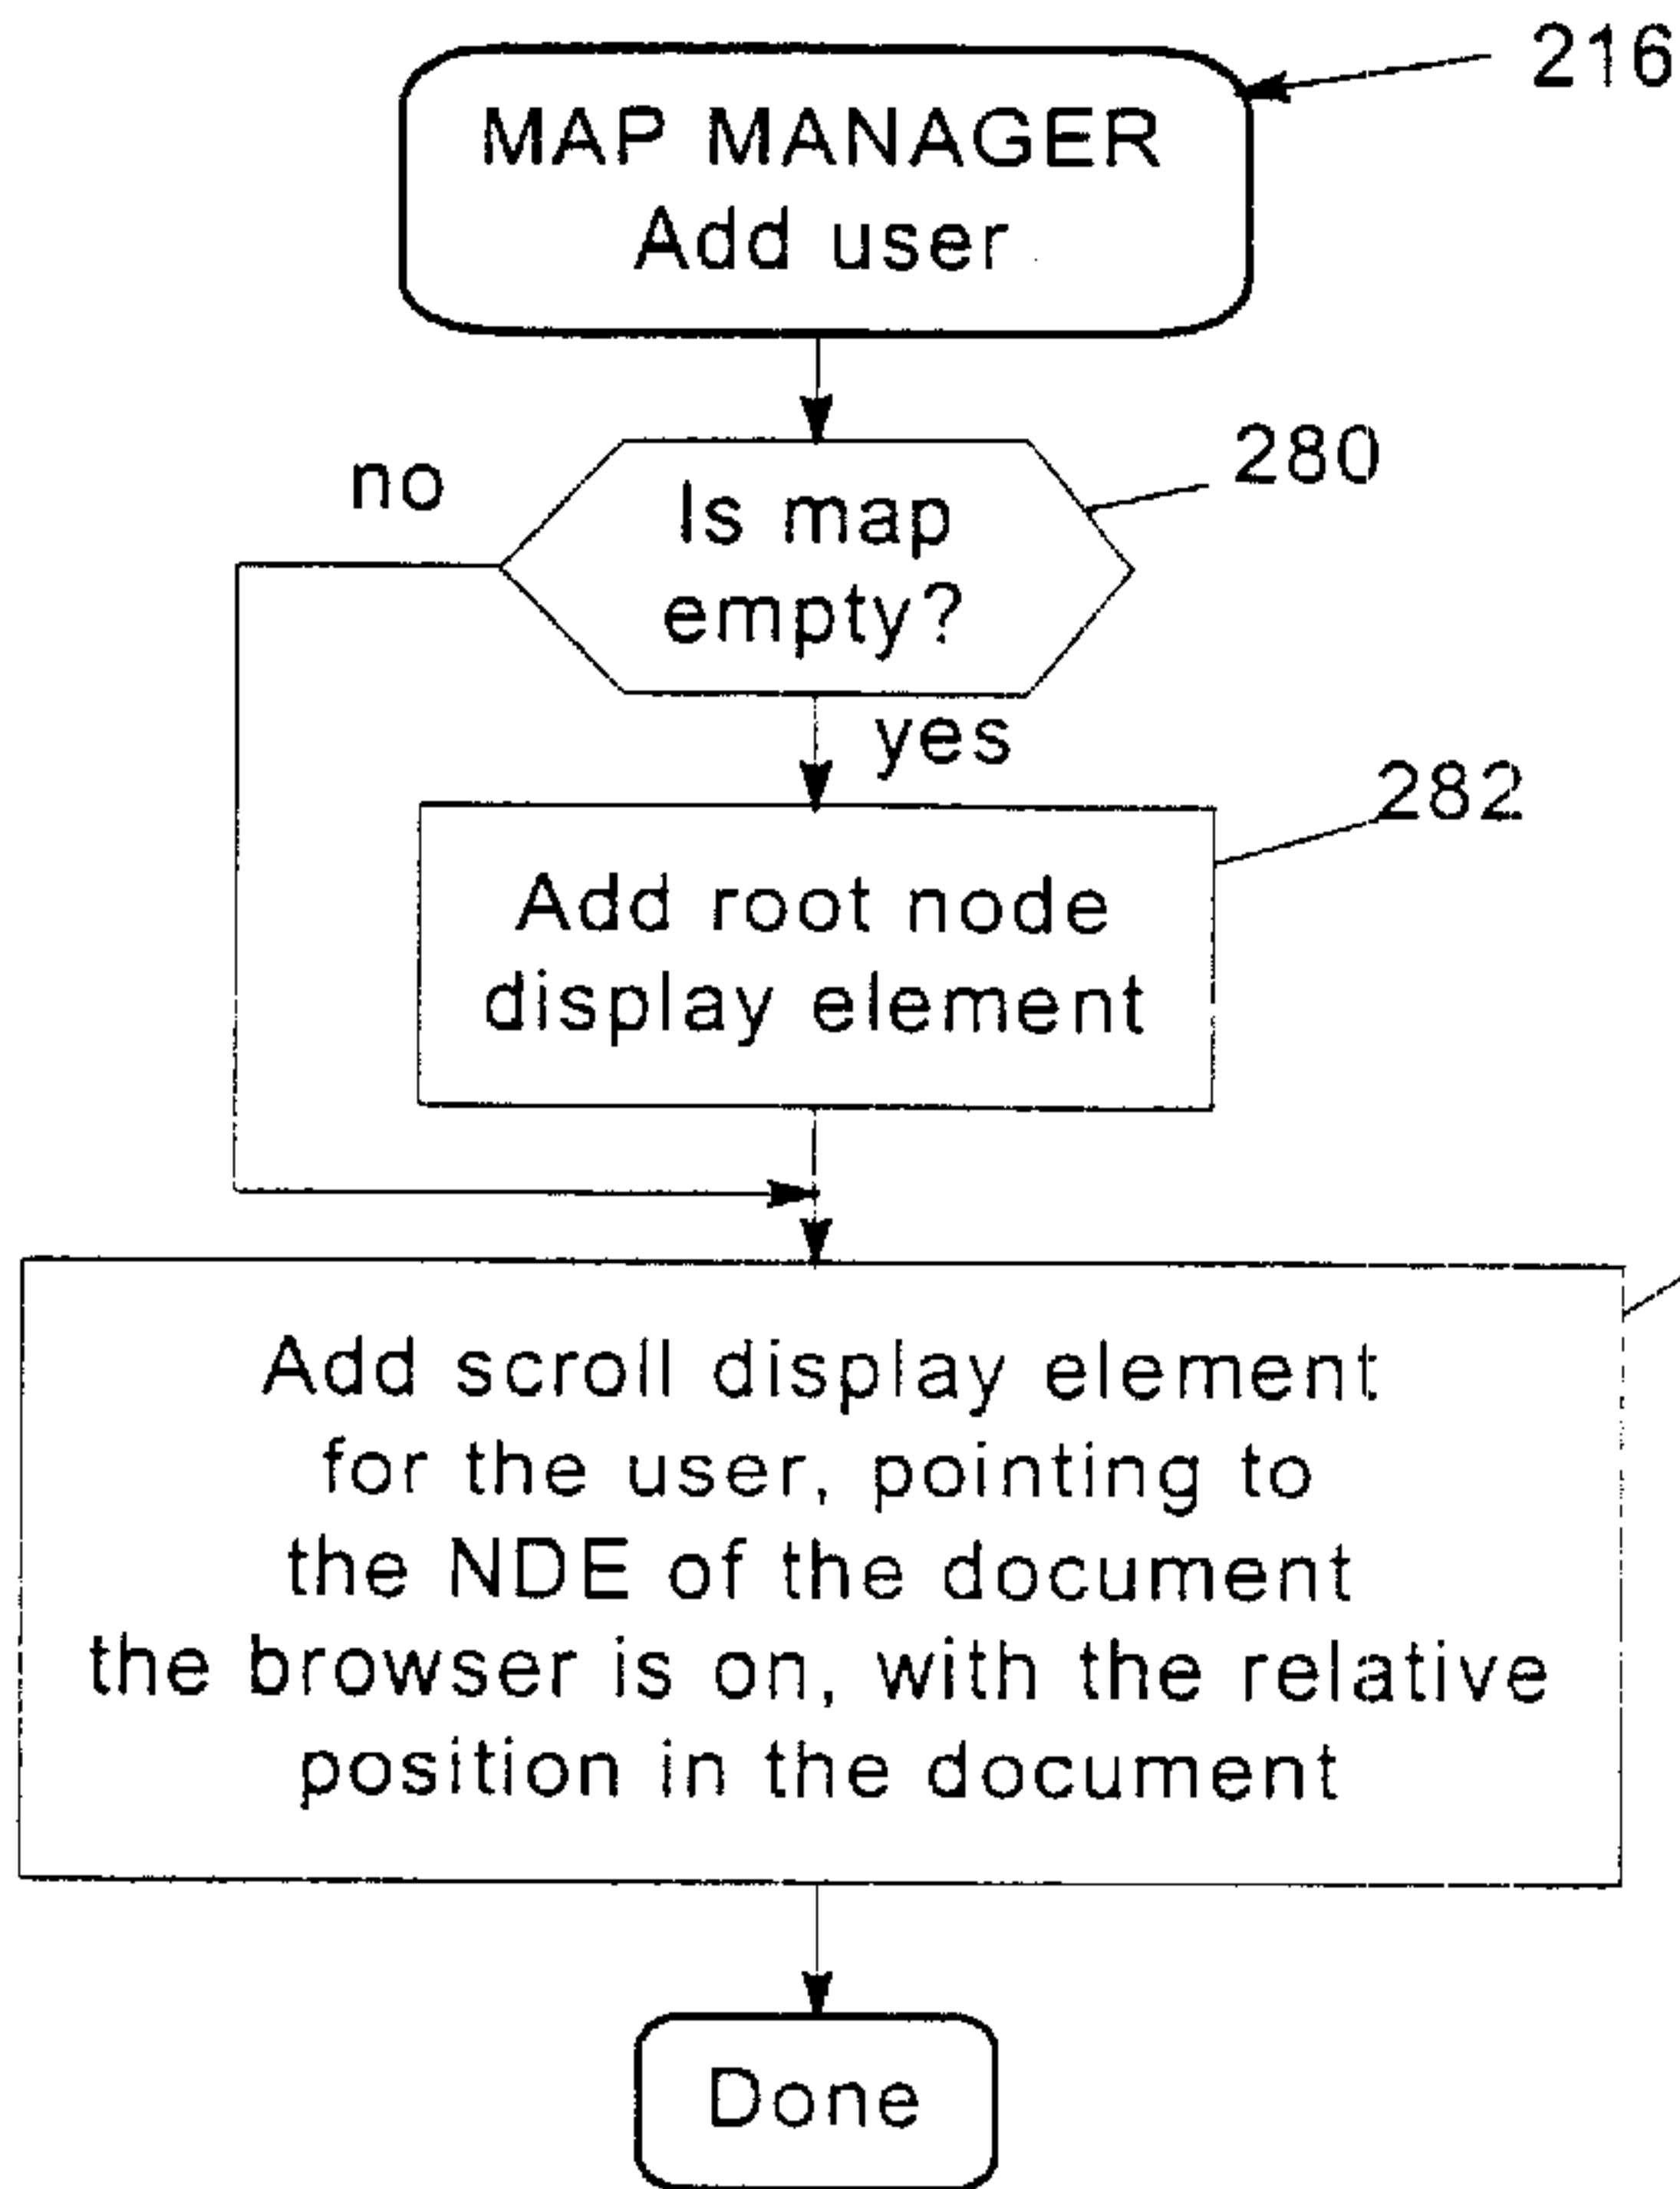 216
MAP MANAGER
Add user
280
no
Is map
empty?
yes
282
Add root node
display element
Add scroll display element
for the user, pointing to
the NDE of the document
the browser is on, with the relative
position in the document
Done